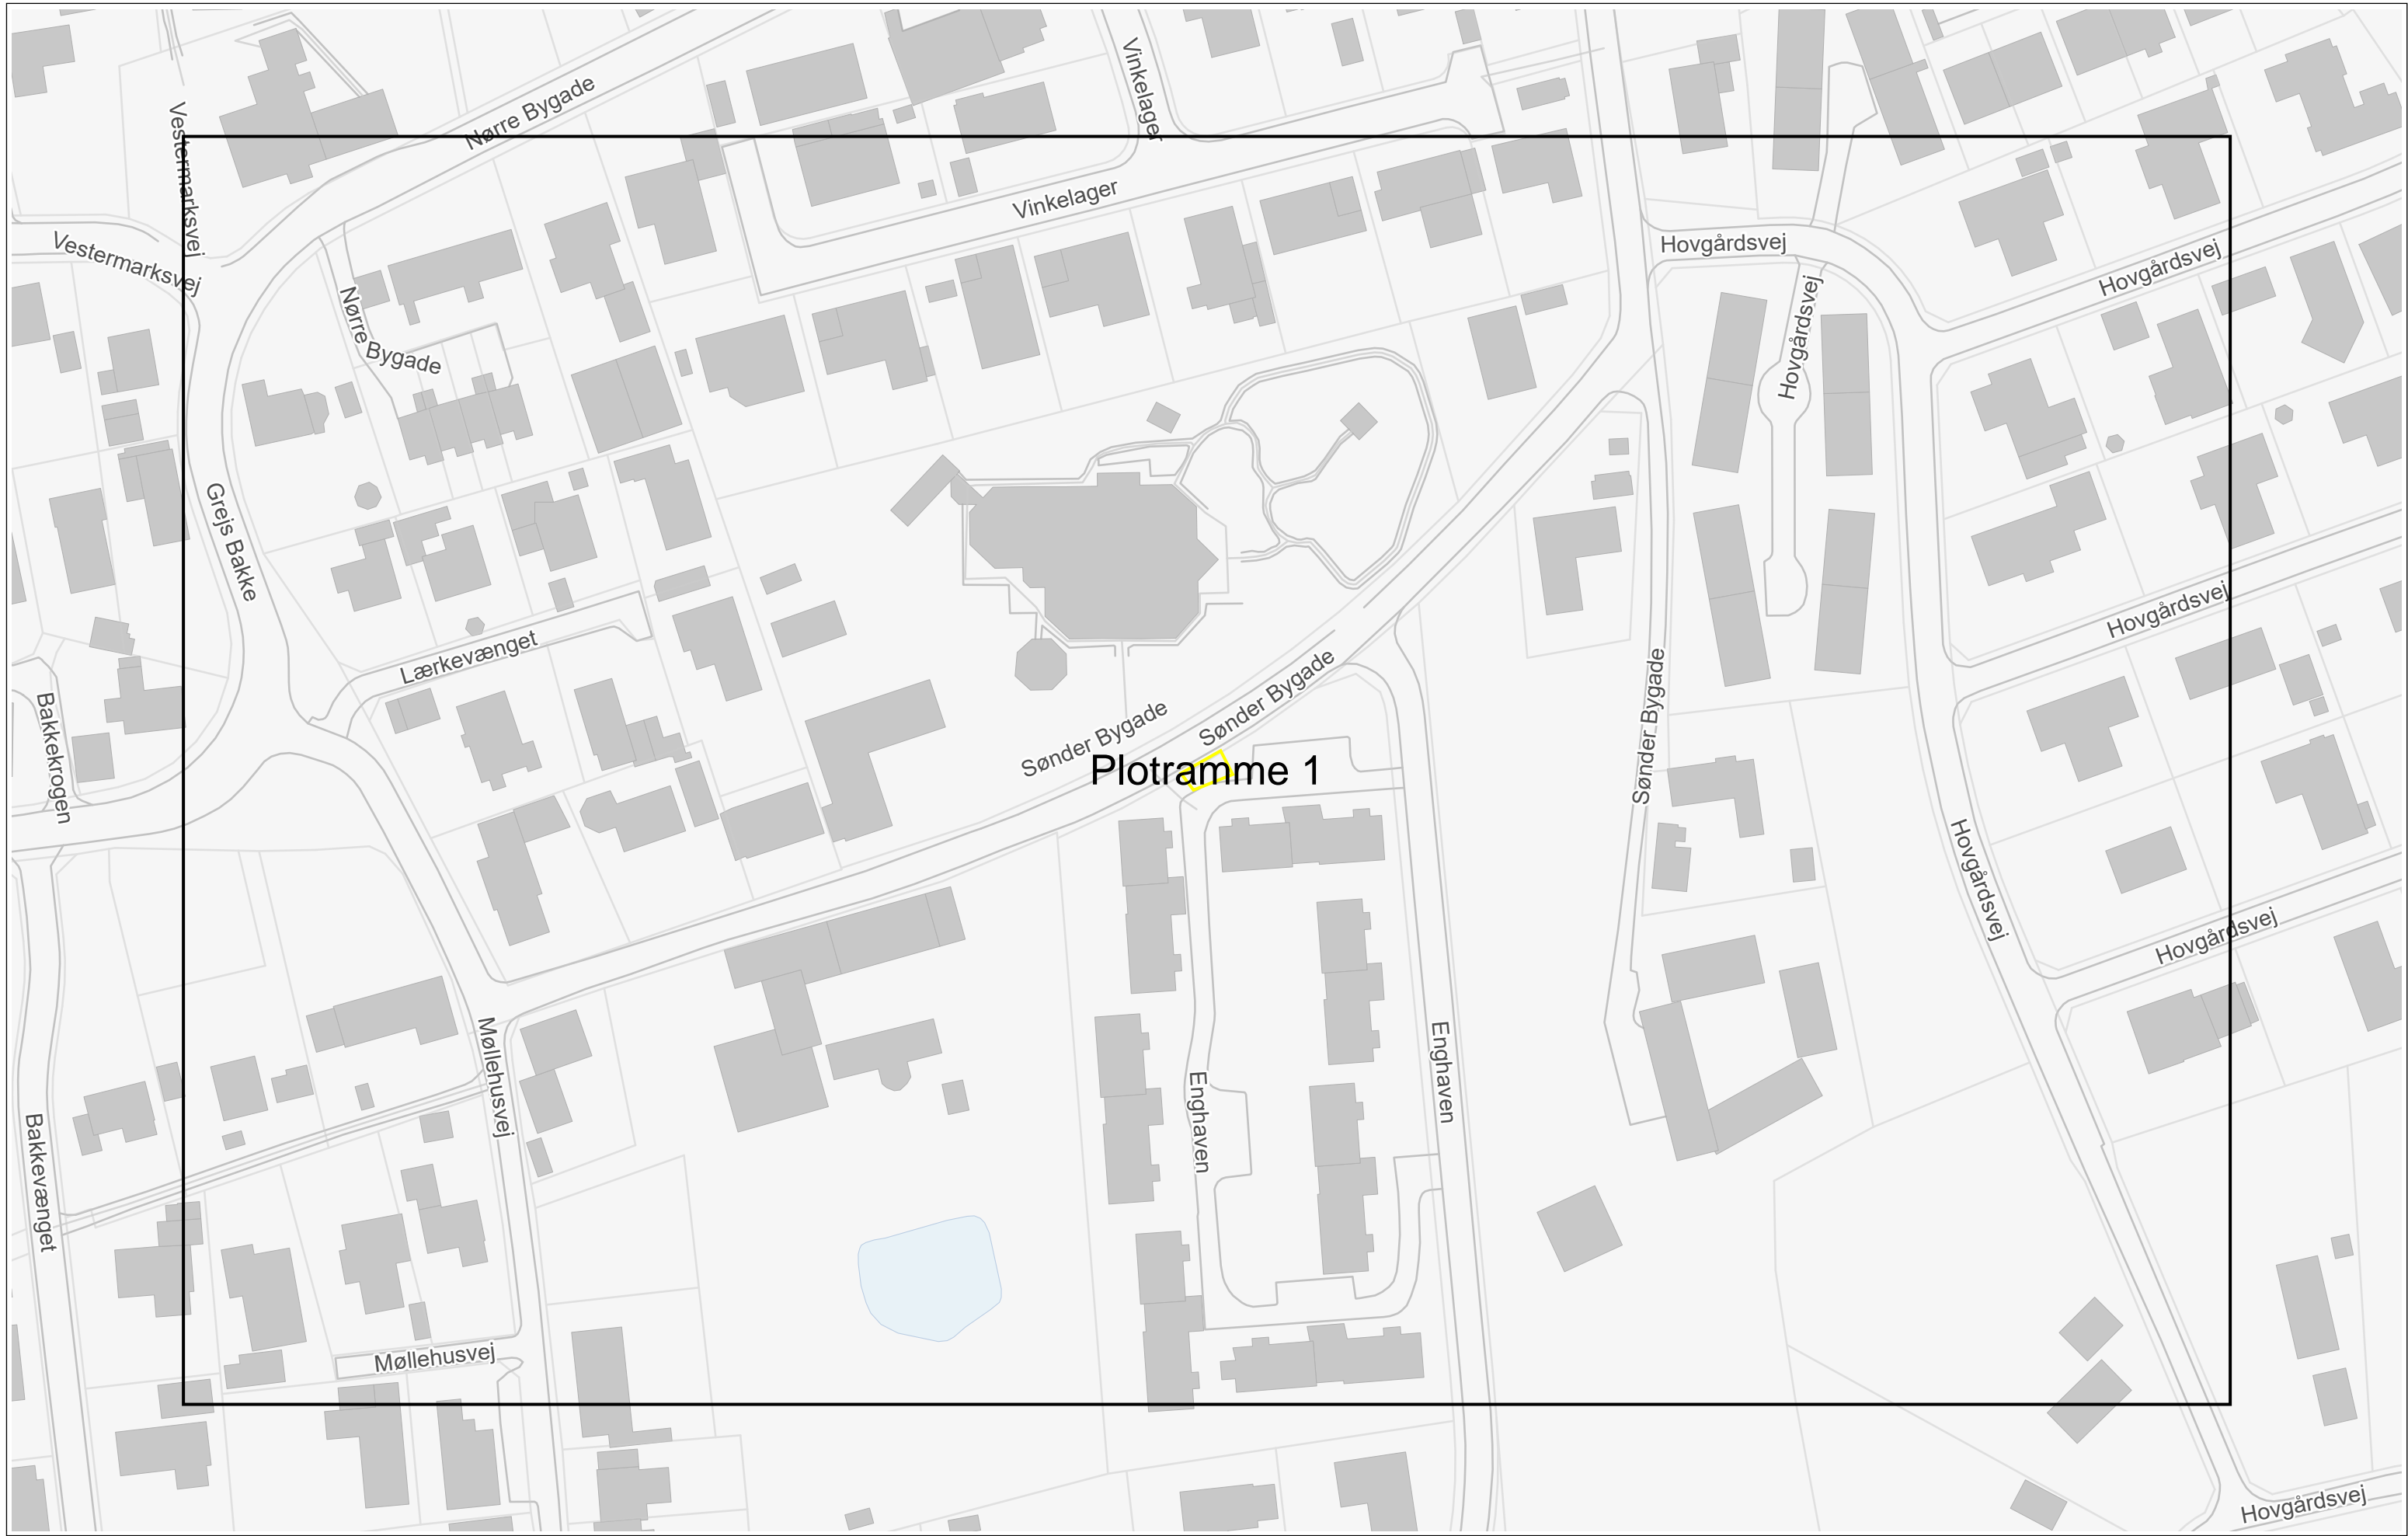 Vinkelager
Nørre Bygade
Vestermarksvej
Vinkelager
Vestermarksvej
Hovgårdsvej
Hovgårdsvej
Hovgårdsvej
Nørre
Bygade
Grejs Bakke
Hovgårdsvej
Lærkevænget
Sønder Bygade
Sønder Bygade
Sønder Bygade
Bakkekrogen
Plotramme 1
Hovgårdsvej
Hovgårdsvej
Møllehusvej
Enghaven
Enghaven
Bakkevænget
Møllehusvej
Hovgårdsvej